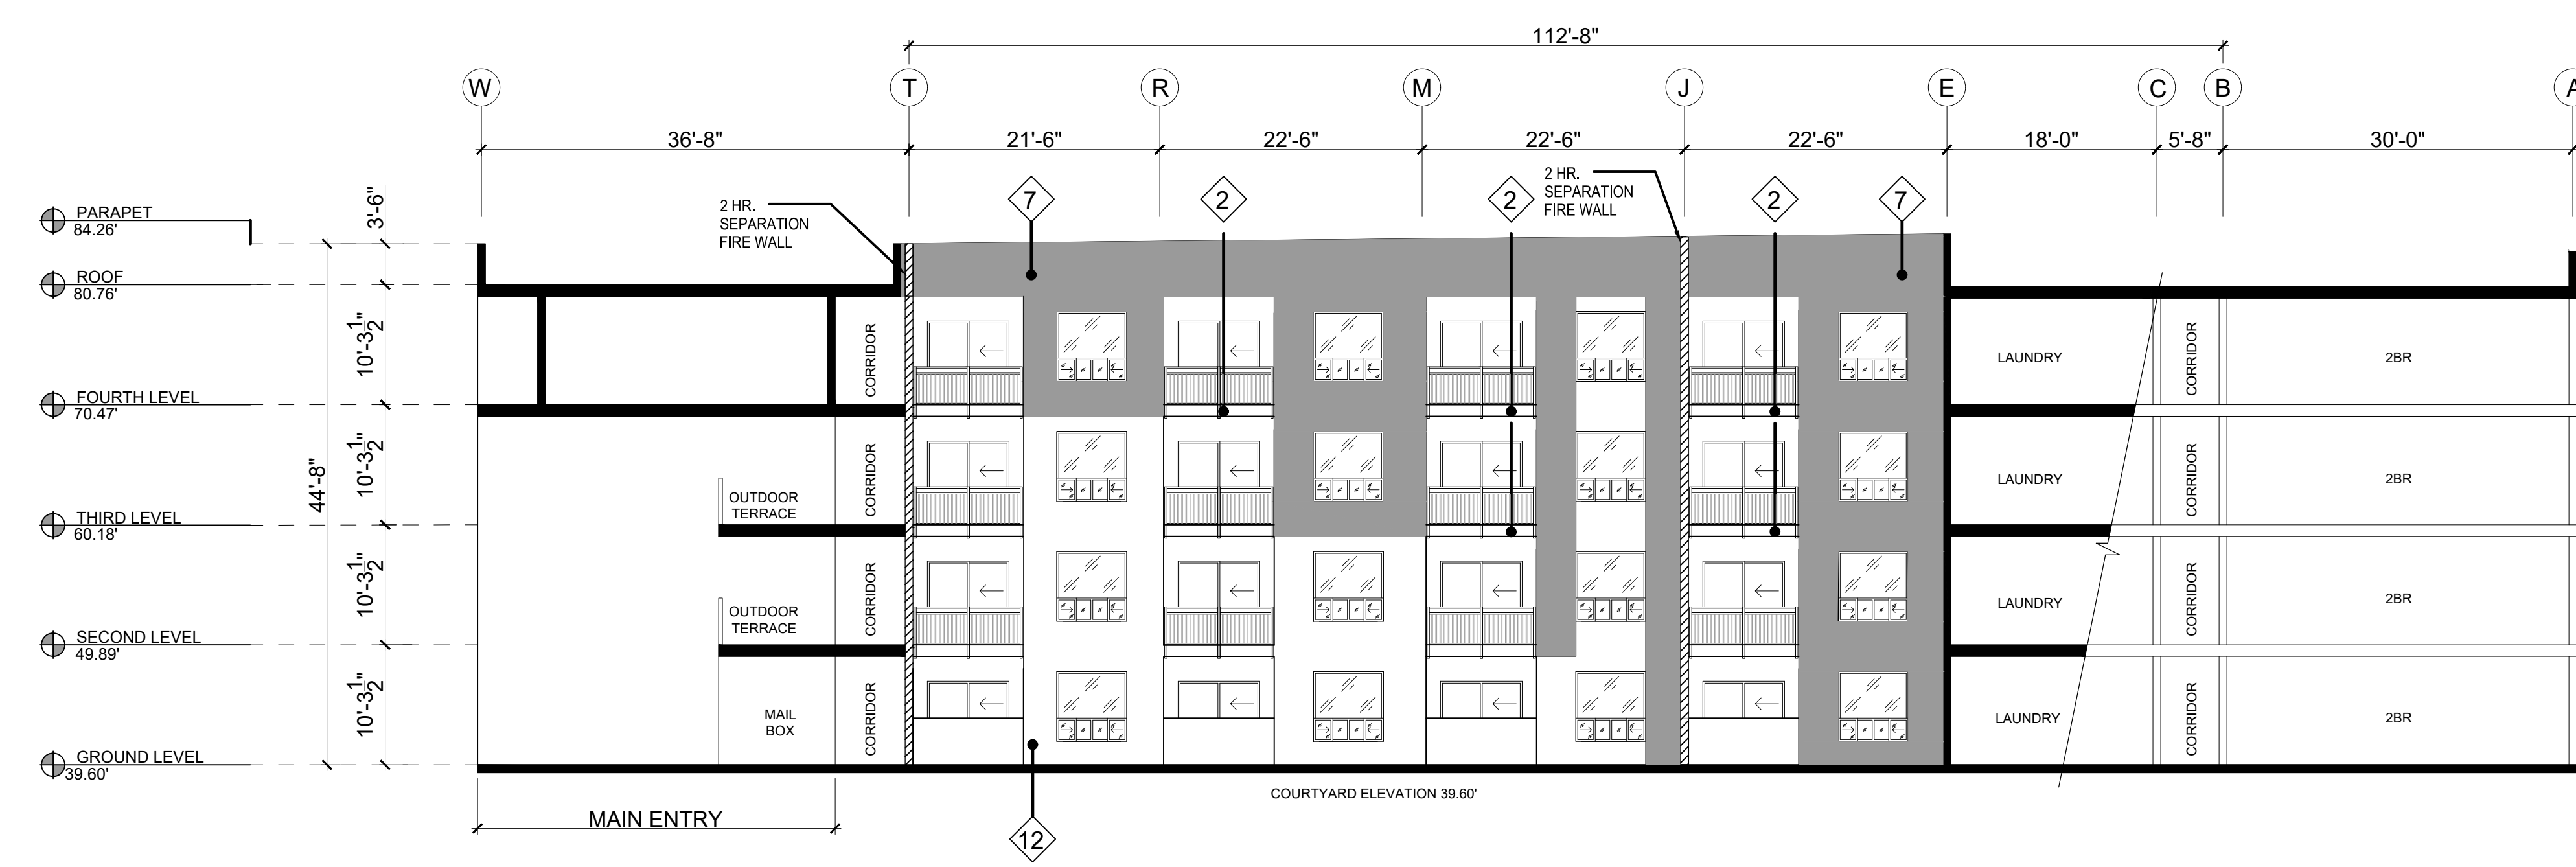 112'-8"
W
T
R
M
J
E
C
B
A
36'-8"
21'-6"
22'-6"
22'-6"
22'-6"
18'-0"
5'-8"
30'-0"
2 HR.
SEPARATION
FIRE WALL
7
2
2
2 HR.
SEPARATION
FIRE WALL
2
7
PARAPET
84.26'
3'-6"
ROOF
80.76'
10'-3 1/2"
CORRIDOR
LAUNDRY
CORRIDOR
2BR
FOURTH LEVEL
70.47'
44'-8"
10'-3 1/2"
OUTDOOR
TERRACE
CORRIDOR
LAUNDRY
CORRIDOR
2BR
THIRD LEVEL
60.18'
10'-3 1/2"
OUTDOOR
TERRACE
CORRIDOR
LAUNDRY
CORRIDOR
2BR
SECOND LEVEL
49.89'
10'-3 1/2"
MAIL
BOX
CORRIDOR
LAUNDRY
CORRIDOR
2BR
GROUND LEVEL
39.60'
COURTYARD ELEVATION 39.60'
MAIN ENTRY
12